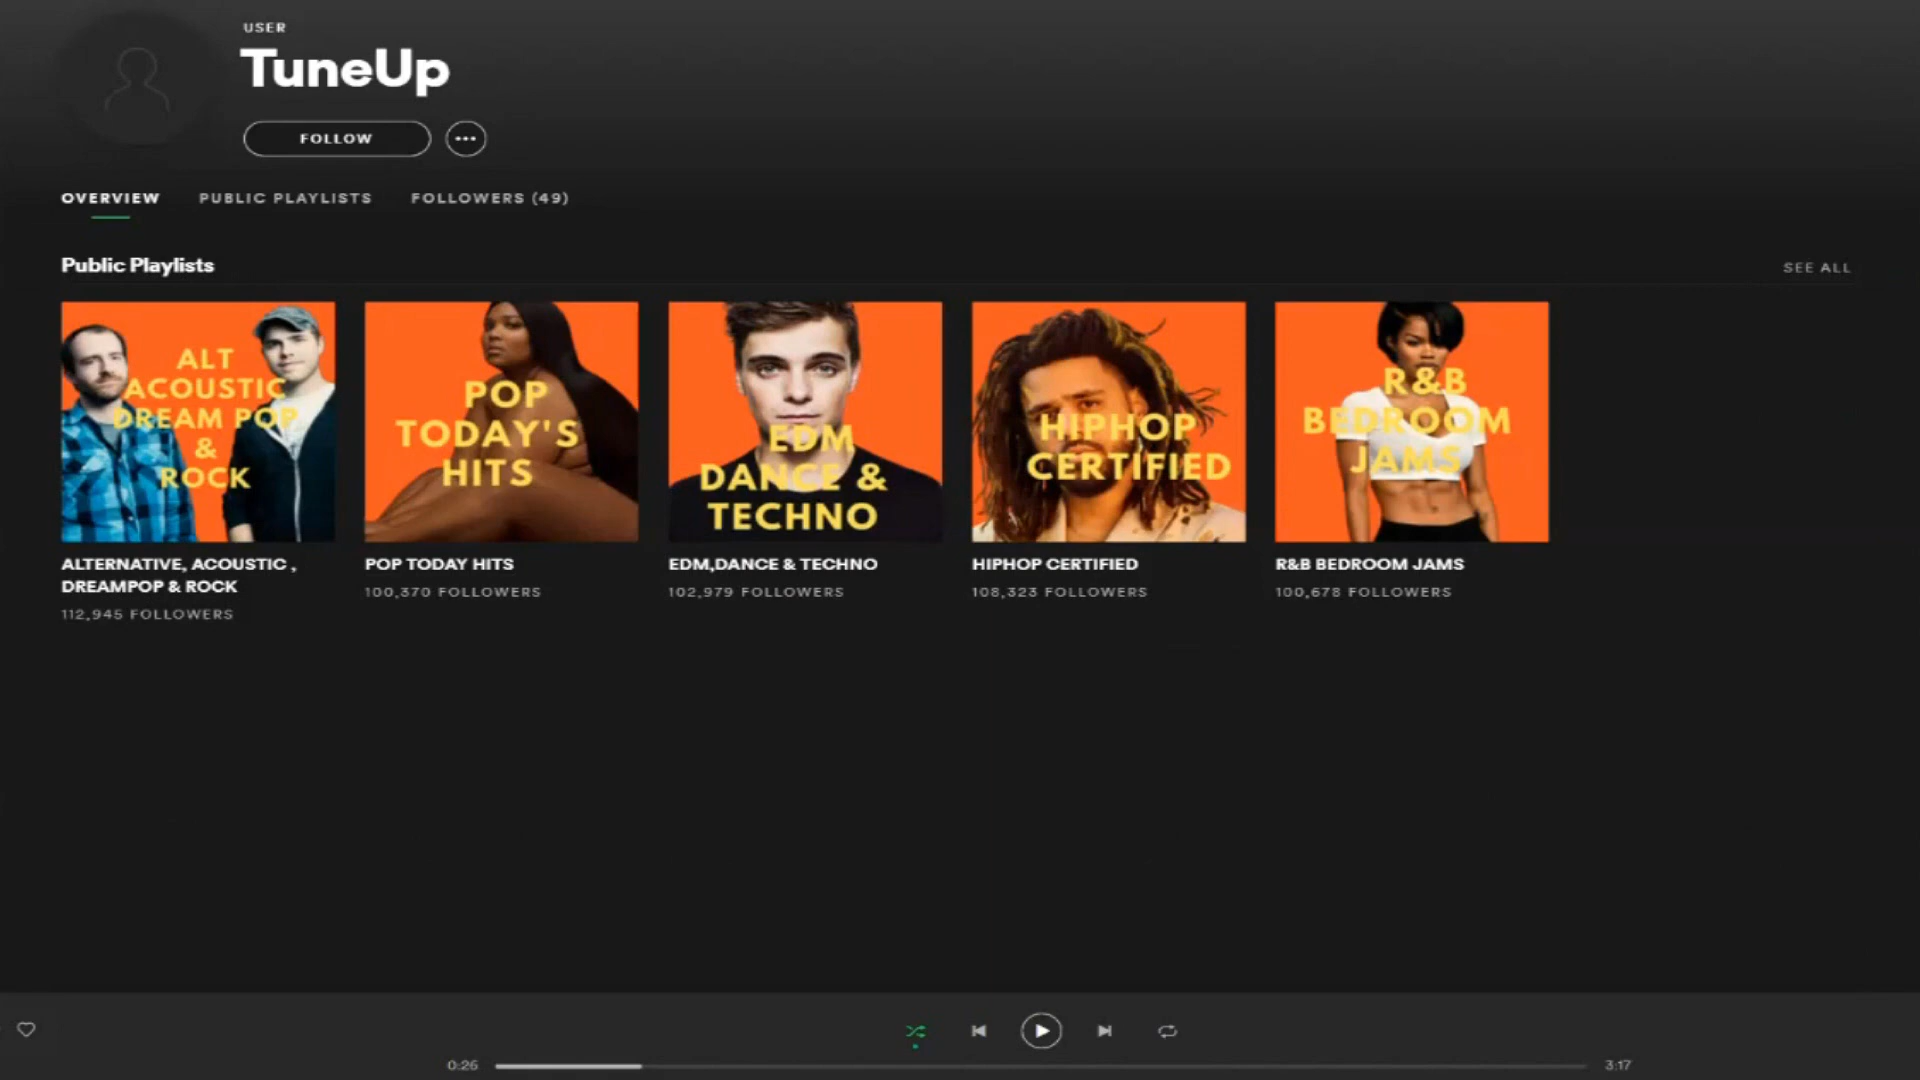 USER
TuneUp
FOLLOW
OVERVIEW PUBLIC PLAYLISTS FOLLOWERS (49)
Public Playlists
SEE ALL
ALT
ACOUSTIC
DREAM POP
&
ROCK
POP
TODAY'S
HITS
EDM
DANCE &
TECHNO
HIPHOP
CERTIFIED
R&B
BEDROOM
JAMS
ALTERNATIVE, ACOUSTIC ,
DREAMPOP & ROCK
112,945 FOLLOWERS
POP TODAY HITS
100,370 FOLLOWERS
EDM,DANCE & TECHNO
102,979 FOLLOWERS
HIPHOP CERTIFIED
108,323 FOLLOWERS
R&B BEDROOM JAMS
100,678 FOLLOWERS
0:26
3:17